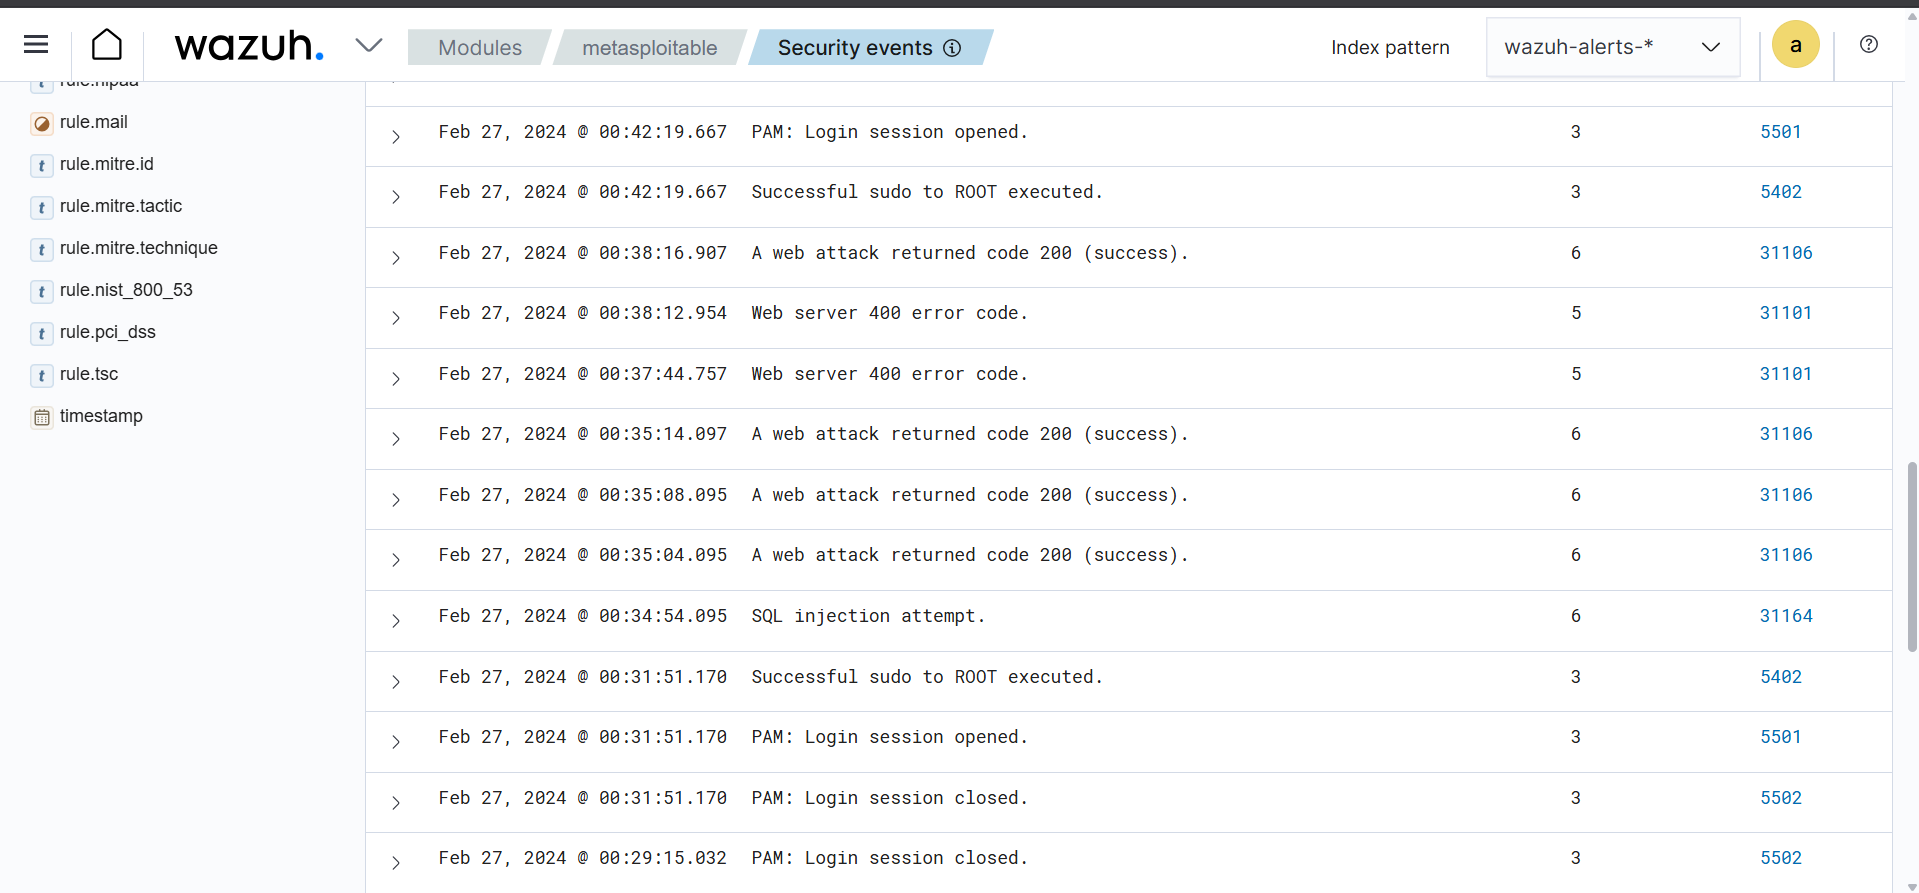 wazuh.
Modules
metasploitable
Security events
Index pattern
wazuh-alerts-*
a
rule.hipaa
rule.mail
t rule.mitre.id
t rule.mitre.tactic
t rule.mitre.technique
t rule.nist_800_53
t rule.pci_dss
t rule.tsc
timestamp
Feb 27, 2024 @ 00:42:19.667 PAM: Login session opened. 3 5501
Feb 27, 2024 @ 00:42:19.667 Successful sudo to ROOT executed. 3 5402
Feb 27, 2024 @ 00:38:16.907 A web attack returned code 200 (success). 6 31106
Feb 27, 2024 @ 00:38:12.954 Web server 400 error code. 5 31101
Feb 27, 2024 @ 00:37:44.757 Web server 400 error code. 5 31101
Feb 27, 2024 @ 00:35:14.097 A web attack returned code 200 (success). 6 31106
Feb 27, 2024 @ 00:35:08.095 A web attack returned code 200 (success). 6 31106
Feb 27, 2024 @ 00:35:04.095 A web attack returned code 200 (success). 6 31106
Feb 27, 2024 @ 00:34:54.095 SQL injection attempt. 6 31164
Feb 27, 2024 @ 00:31:51.170 Successful sudo to ROOT executed. 3 5402
Feb 27, 2024 @ 00:31:51.170 PAM: Login session opened. 3 5501
Feb 27, 2024 @ 00:31:51.170 PAM: Login session closed. 3 5502
Feb 27, 2024 @ 00:29:15.032 PAM: Login session closed. 3 5502